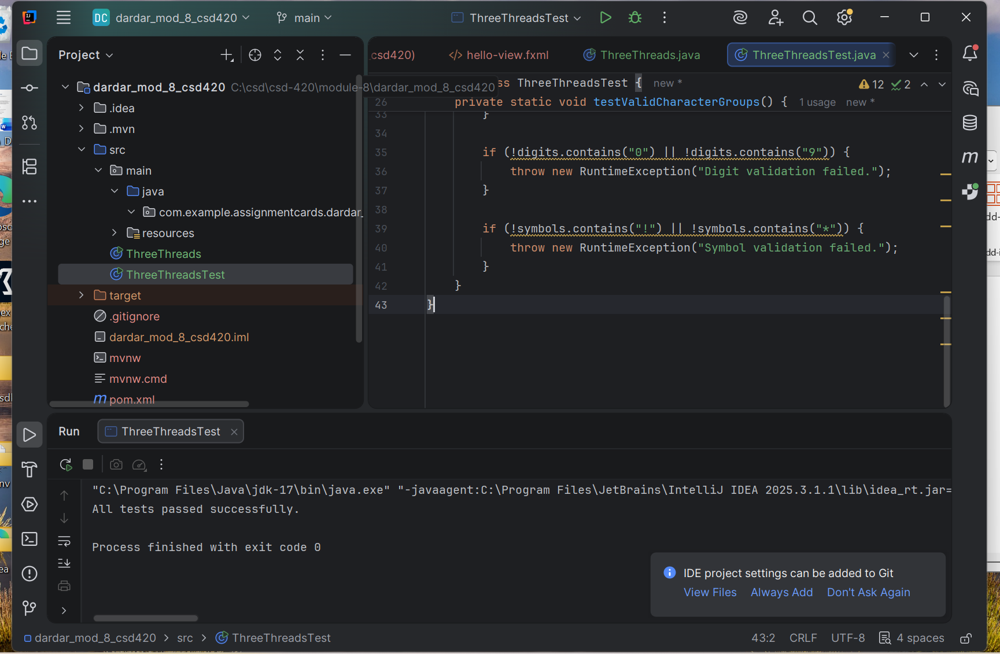 DC dardar_mod_8_csd420 main ThreeThreadsTest
Project
csd420) </> hello-view.fxml ThreeThreads.java ThreeThreadsTest.java
dardar_mod_8_csd420 C:\csd\csd-420\module-8\dardar_mod_8_csd420
.idea
.mvn
src
main
java
com.example.assignmentcards.dardar_
resources
ThreeThreads
ThreeThreadsTest
target
.gitignore
dardar_mod_8_csd420.iml
mvnw
mvnw.cmd
m pom.xml
ss ThreeThreadsTest { new * 12 2
26 private static void testValidCharacterGroups() { 1 usage new *
33 }
34
35 if (!digits.contains("0") || !digits.contains("9")) {
36 throw new RuntimeException("Digit validation failed.");
37 }
38
39 if (!symbols.contains("!") || !symbols.contains("*")) {
40 throw new RuntimeException("Symbol validation failed.");
41 }
42 }
43 }
m
Run ThreeThreadsTest
"C:\Program Files\Java\jdk-17\bin\java.exe" "-javaagent:C:\Program Files\JetBrains\IntelliJ IDEA 2025.3.1.1\lib\idea_rt.jar=
All tests passed successfully.
Process finished with exit code 0
IDE project settings can be added to Git
View Files Always Add Don't Ask Again
dardar_mod_8_csd420 > src > ThreeThreadsTest
43:2 CRLF UTF-8 4 spaces